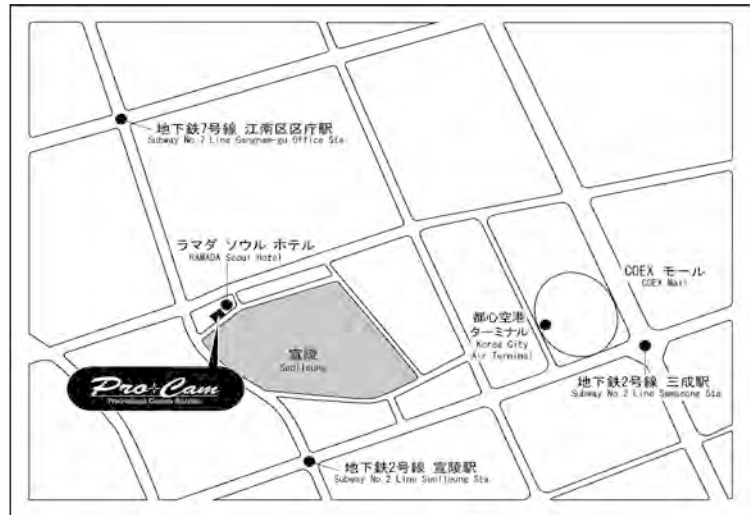 地下鉄7号線 江南区区庁駅
Subway No.7 Line Gangnam-gu Office Sta.
ラマダ ソウル ホテル
RAMADA Seoul Hotel
COEX モール
COEX Mall
都心空港
ターミナル
Korea City
Air Terminal
宣陵
Seolleung
Pro Cam
地下鉄2号線 三成駅
Subway No.2 Line Samseong Sta.
地下鉄2号線 宣陵駅
Subway No.2 Line Seolleung Sta.